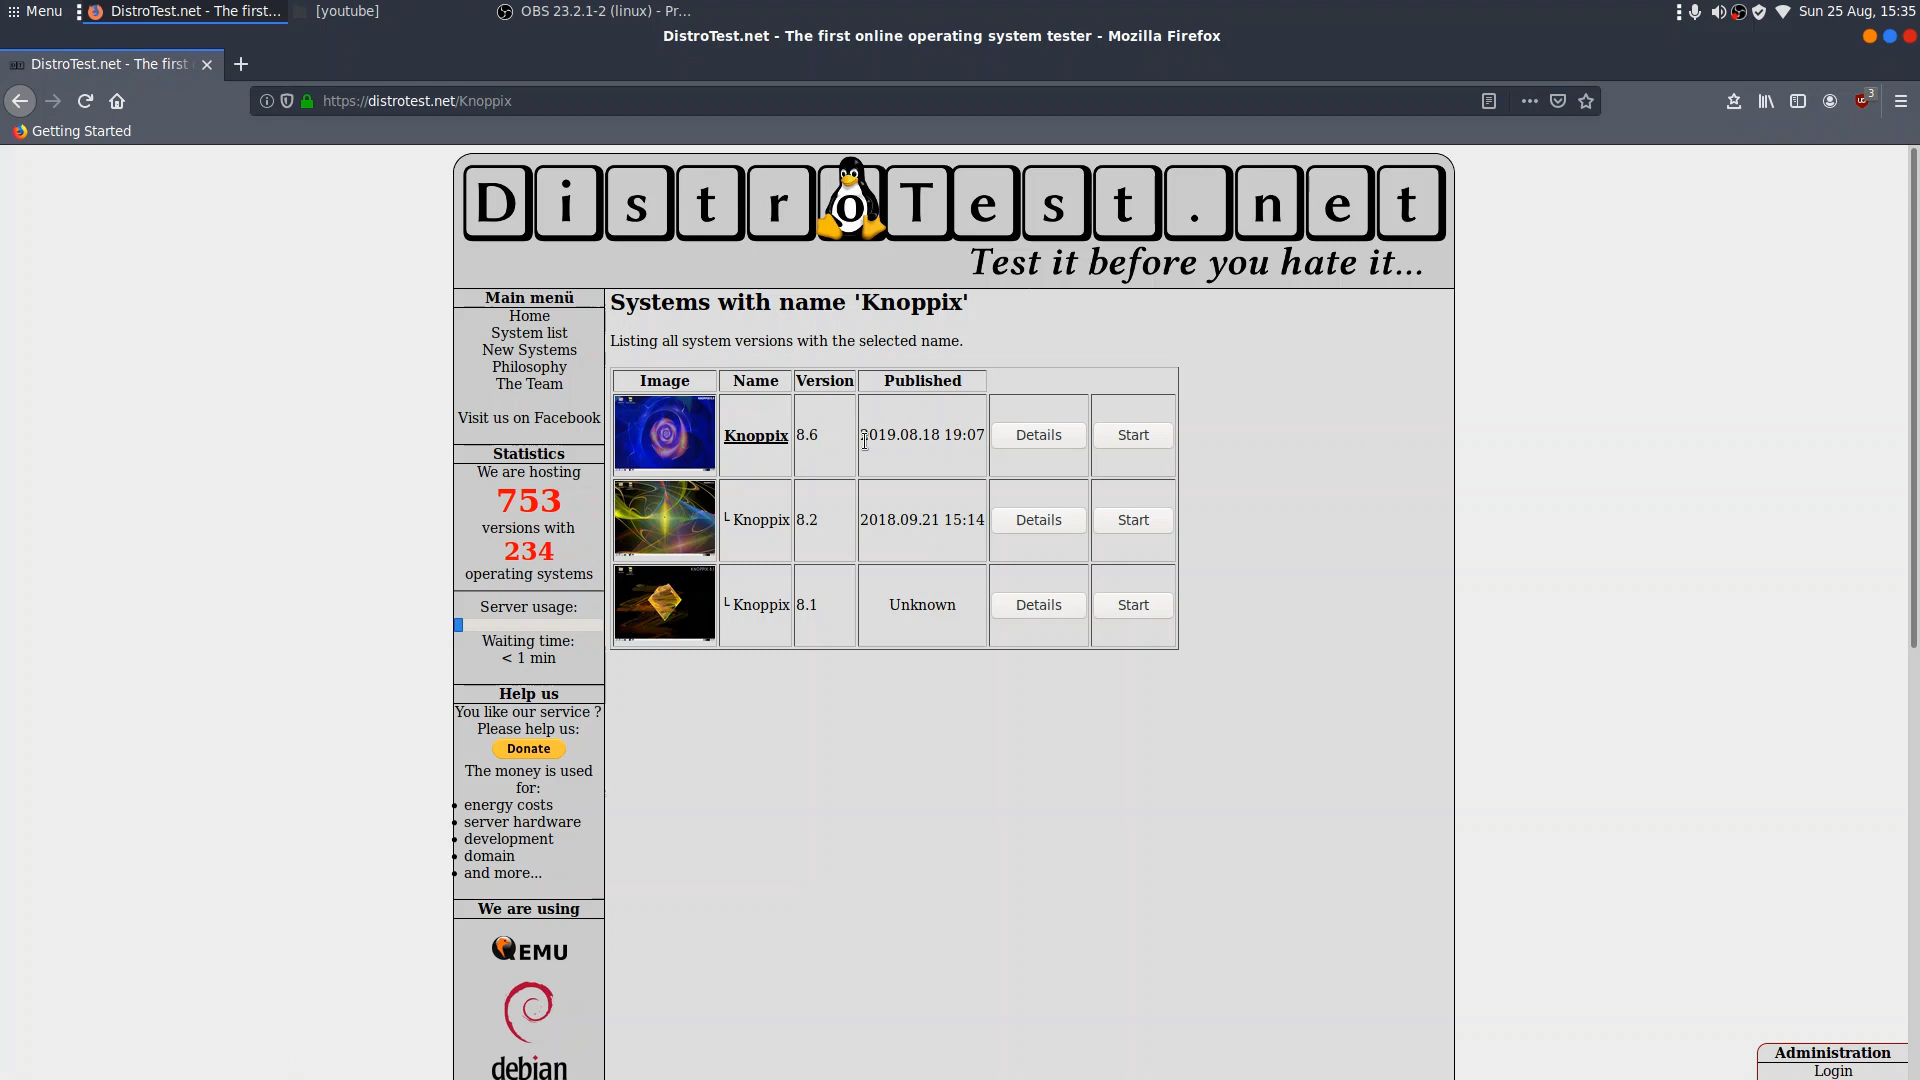 Menu
DistroTest.net - The first...
[youtube]
OBS 23.2.1-2 (linux) - Pr...
Sun 25 Aug, 15:35
DistroTest.net - The first online operating system tester - Mozilla Firefox
DistroTest.net - The first
https://distrotest.net/Knoppix
3
Getting Started
DistroTest.net
Test it before you hate it...
Main menü
Home
System list
New Systems
Philosophy
The Team
Visit us on Facebook
Statistics
We are hosting
753
versions with
234
operating systems
Server usage:
Waiting time:
< 1 min
Help us
You like our service ?
Please help us:
Donate
The money is used
for:
energy costs
server hardware
development
domain
and more...
We are using
QEMU
debian
Systems with name 'Knoppix'
Listing all system versions with the selected name.
Image Name Version Published
Knoppix 8.6 2019.08.18 19:07 Details Start
└ Knoppix 8.2 2018.09.21 15:14 Details Start
└ Knoppix 8.1 Unknown Details Start
Administration
Login